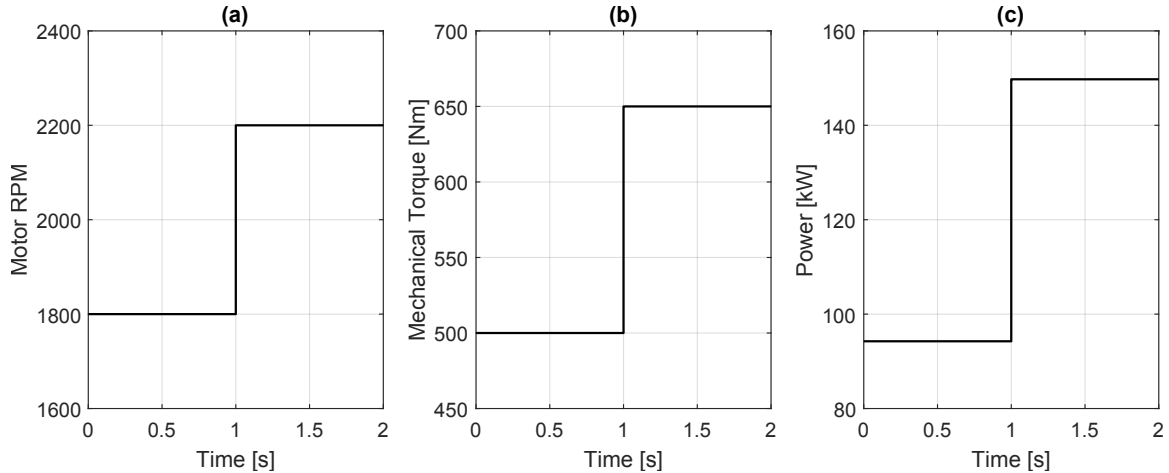 (a)
2400
2200
2000
1800
1600
Motor RPM
0 0.5 1 1.5 2
Time [s]
(b)
700
650
600
550
500
450
Mechanical Torque [Nm]
0 0.5 1 1.5 2
Time [s]
(c)
160
140
120
100
80
Power [kW]
0 0.5 1 1.5 2
Time [s]